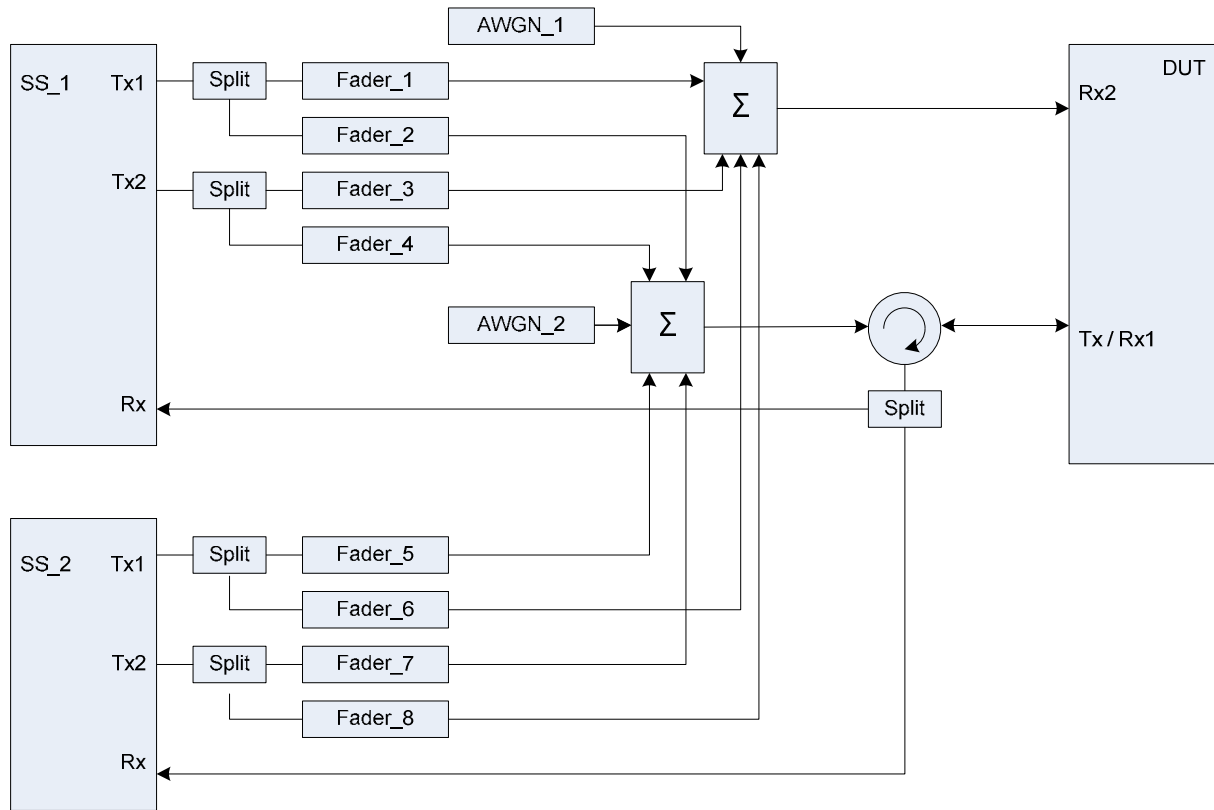 AWGN_1
SS_1
Tx1
Split
Fader_1
Σ
DUT
Rx2
Fader_2
Tx2
Split
Fader_3
Fader_4
AWGN_2
Σ
Tx / Rx1
Rx
Split
SS_2
Tx1
Split
Fader_5
Fader_6
Tx2
Split
Fader_7
Fader_8
Rx